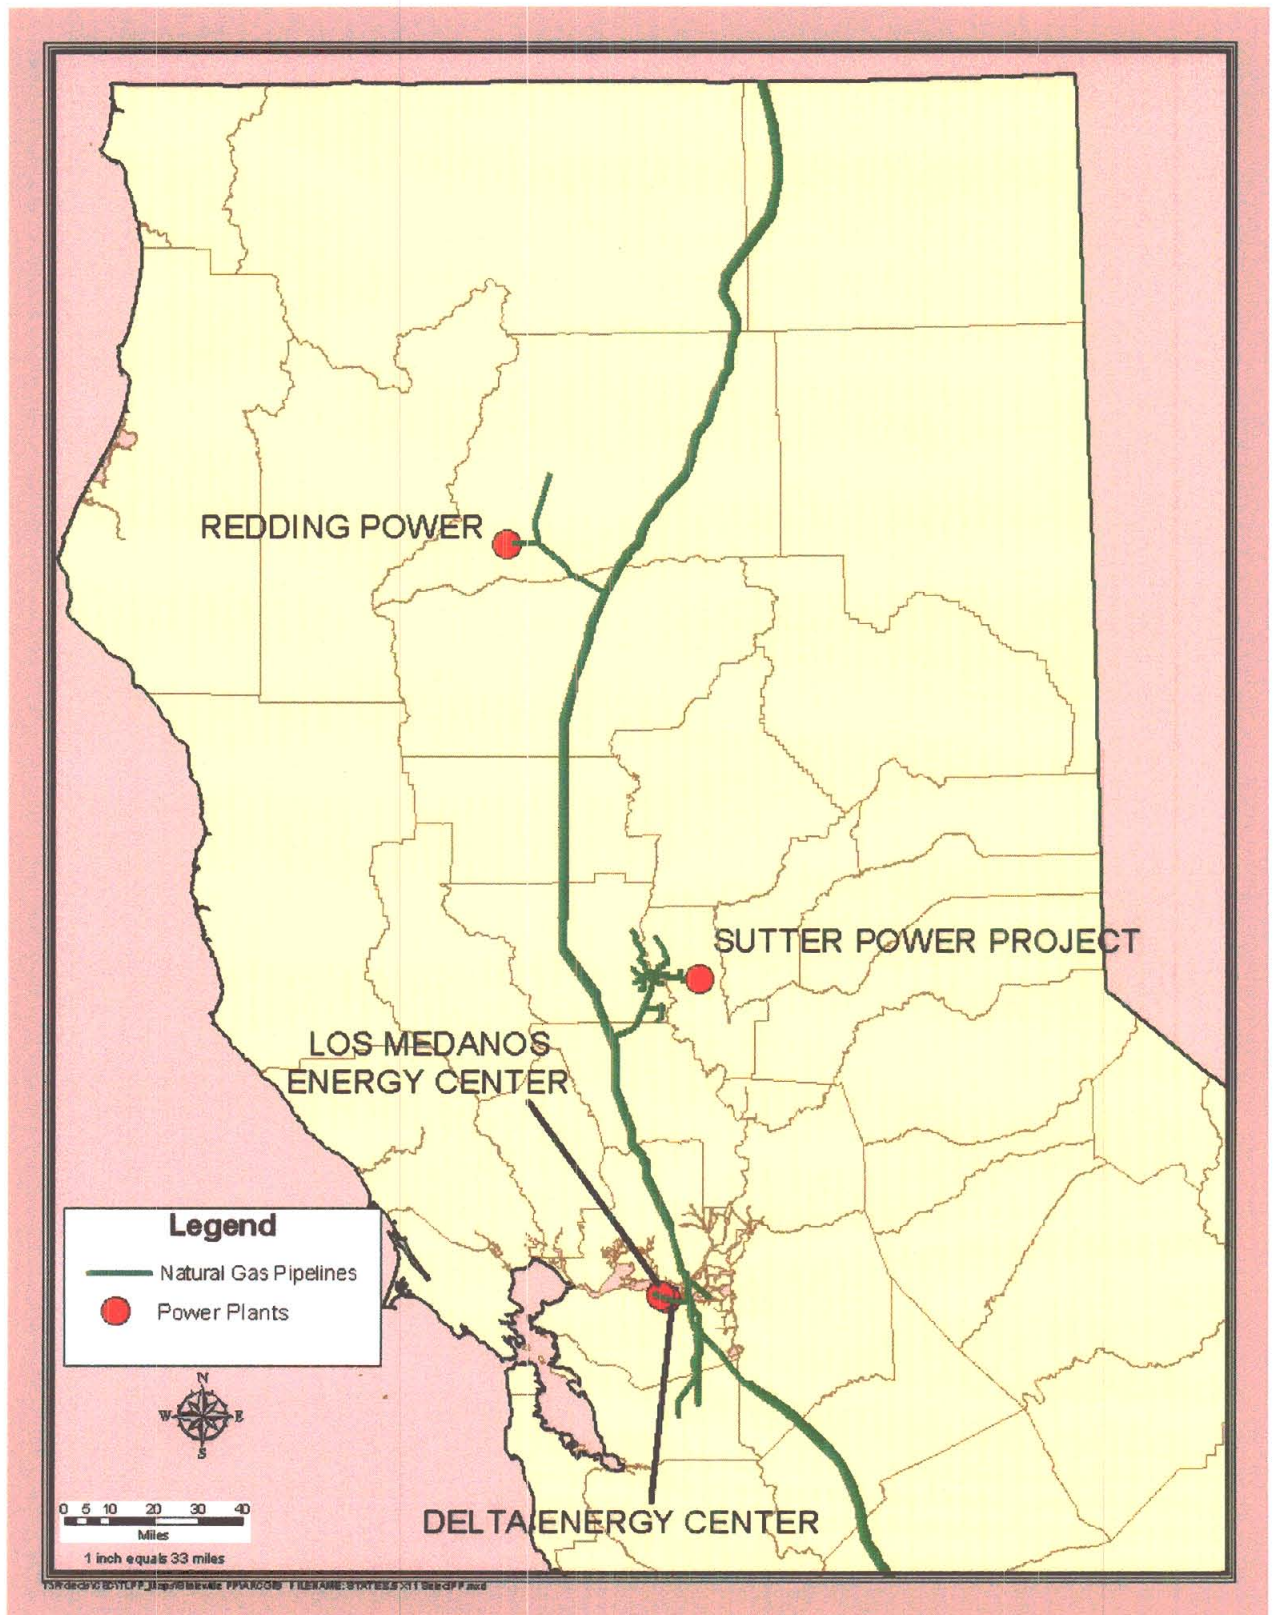 REDDING POWER
SUTTER POWER PROJECT
LOS MEDANOS
ENERGY CENTER
Legend
Natural Gas Pipelines
Power Plants
N
W
E
S
0 5 10 20 30 40
Miles
1 inch equals 33 miles
DELTA ENERGY CENTER